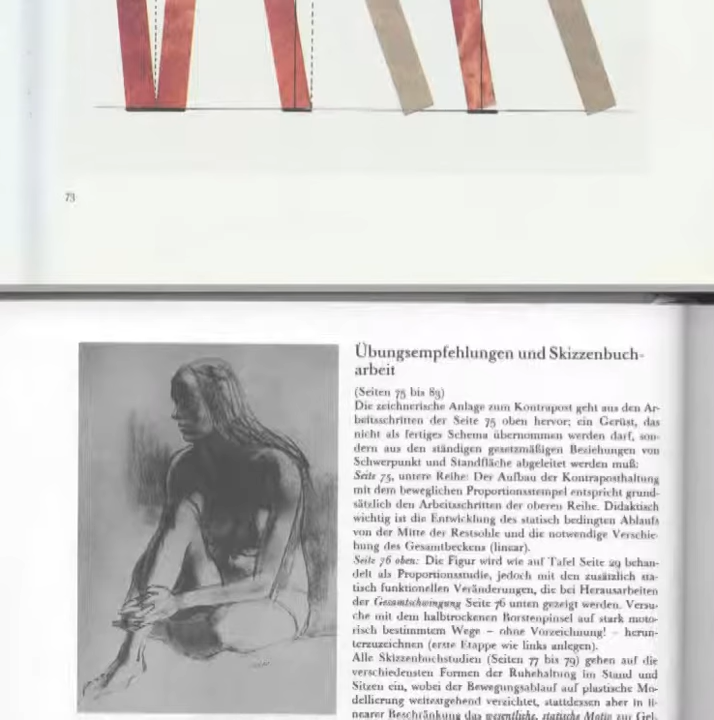 73
Übungsempfehlungen und Skizzenbuch-
arbeit
(Seiten 75 bis 83)
Die zeichnerische Anlage zum Kontrapost geht aus den Ar-
beitsschritten der Seite 75 oben hervor; ein Gerüst, das
nicht als fertiges Schema übernommen werden darf, son-
dern aus den ständigen gesetzmäßigen Beziehungen von
Schwerpunkt und Standfläche abgeleitet werden muß:
Seite 75, untere Reihe: Der Aufbau der Kontraposthaltung
mit dem beweglichen Proportionsstempel entspricht grund-
sätzlich den Arbeitsschritten der oberen Reihe. Didaktisch
wichtig ist die Entwicklung des statisch bedingten Ablaufs
von der Mitte der Restsohle und die notwendige Verschie-
bung des Gesamtbeckens (linear).
Seite 76 oben: Die Figur wird wie auf Tafel Seite 29 behan-
delt als Proportionsstudie, jedoch mit den zusätzlich sta-
tisch funktionellen Veränderungen, die bei Herausarbeiten
der Gesamtschwingung Seite 76 unten gezeigt werden. Versu-
che mit dem halbtrockenen Borstenpinsel auf stark moto-
risch bestimmtem Wege – ohne Vorzeichnung! – herun-
terzuzeichnen (erste Etappe wie links anlegen).
Alle Skizzenbuchstudien (Seiten 77 bis 79) gehen auf die
verschiedensten Formen der Ruhehaltung im Stand und
Sitzen ein, wobei der Bewegungsablauf auf plastische Mo-
dellierung weitestgehend verzichtet, stattdessen aber in li-
nearer Beschränkung das wesentliche, statische Motiv zur Gel-